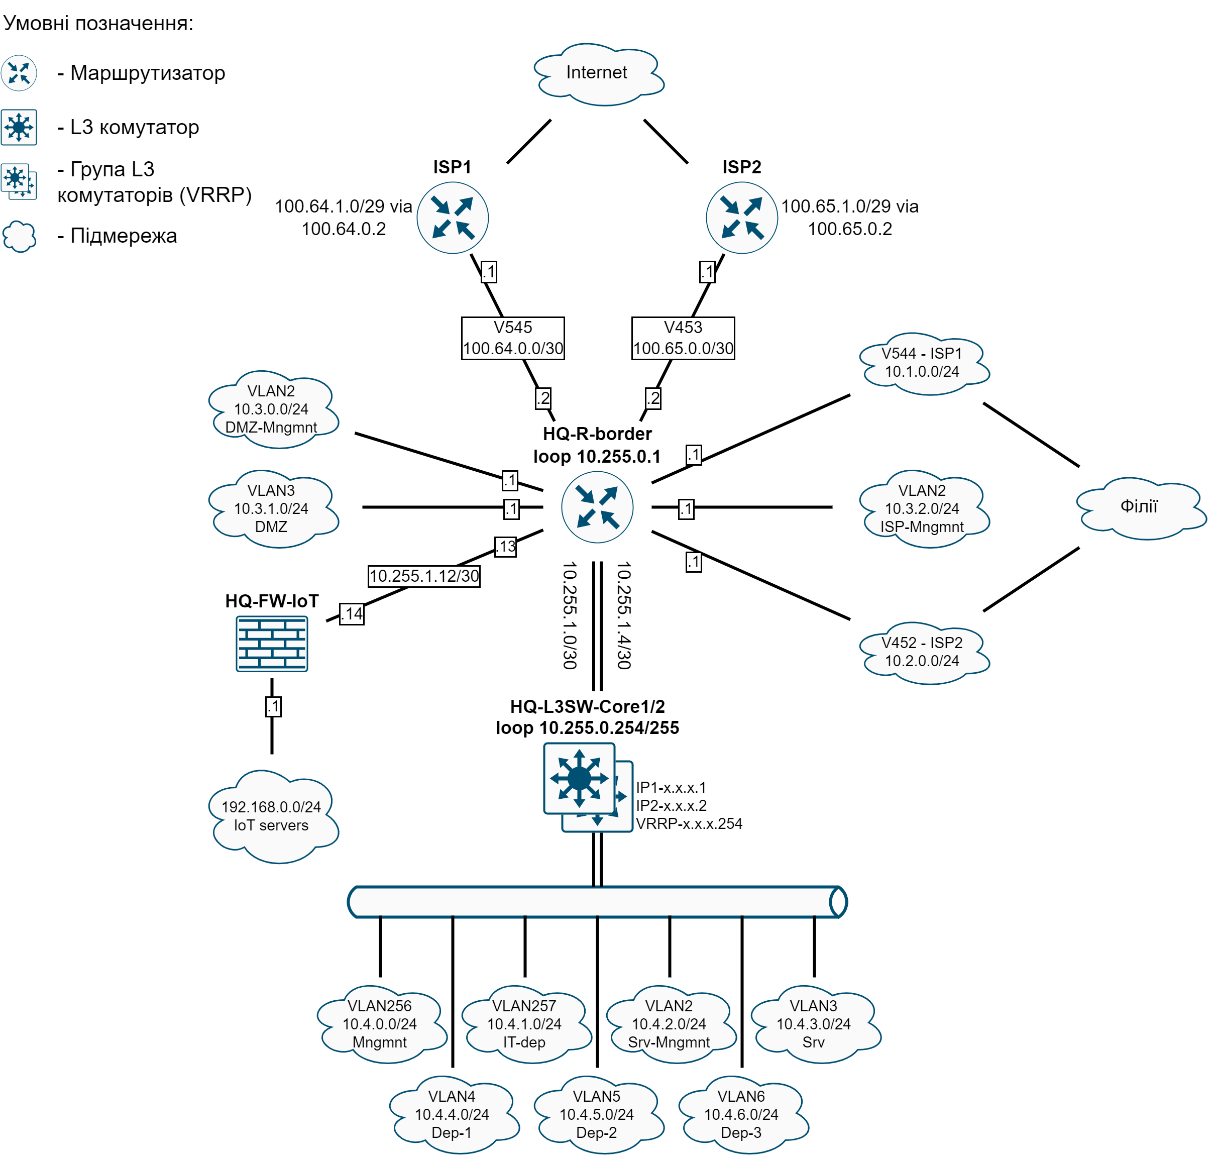 Умовні позначення:
- Маршрутизатор
- L3 комутатор
- Група L3
комутаторів (VRRP)
- Підмережа
Internet
ISP1
100.64.1.0/29 via
100.64.0.2
ISP2
100.65.1.0/29 via
100.65.0.2
.1
.1
V545
100.64.0.0/30
V453
100.65.0.0/30
.2
.2
HQ-R-border
loop 10.255.0.1
VLAN2
10.3.0.0/24
DMZ-Mngmnt
.1
VLAN3
10.3.1.0/24
DMZ
.1
V544 - ISP1
10.1.0.0/24
.1
VLAN2
10.3.2.0/24
ISP-Mngmnt
.1
V452 - ISP2
10.2.0.0/24
.1
Філії
.13
10.255.1.12/30
.14
HQ-FW-IoT
.1
192.168.0.0/24
IoT servers
10.255.1.0/30
10.255.1.4/30
HQ-L3SW-Core1/2
loop 10.255.0.254/255
IP1-x.x.x.1
IP2-x.x.x.2
VRRP-x.x.x.254
VLAN256
10.4.0.0/24
Mngmnt
VLAN257
10.4.1.0/24
IT-dep
VLAN2
10.4.2.0/24
Srv-Mngmnt
VLAN3
10.4.3.0/24
Srv
VLAN4
10.4.4.0/24
Dep-1
VLAN5
10.4.5.0/24
Dep-2
VLAN6
10.4.6.0/24
Dep-3